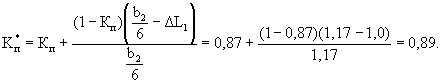 Kп* = Kп + (1 − Kп)(b₂/6 − ΔL₁) / (b₂/6) = 0,87 + (1− 0,87)(1,17 − 1,0) / 1,17 = 0,89.